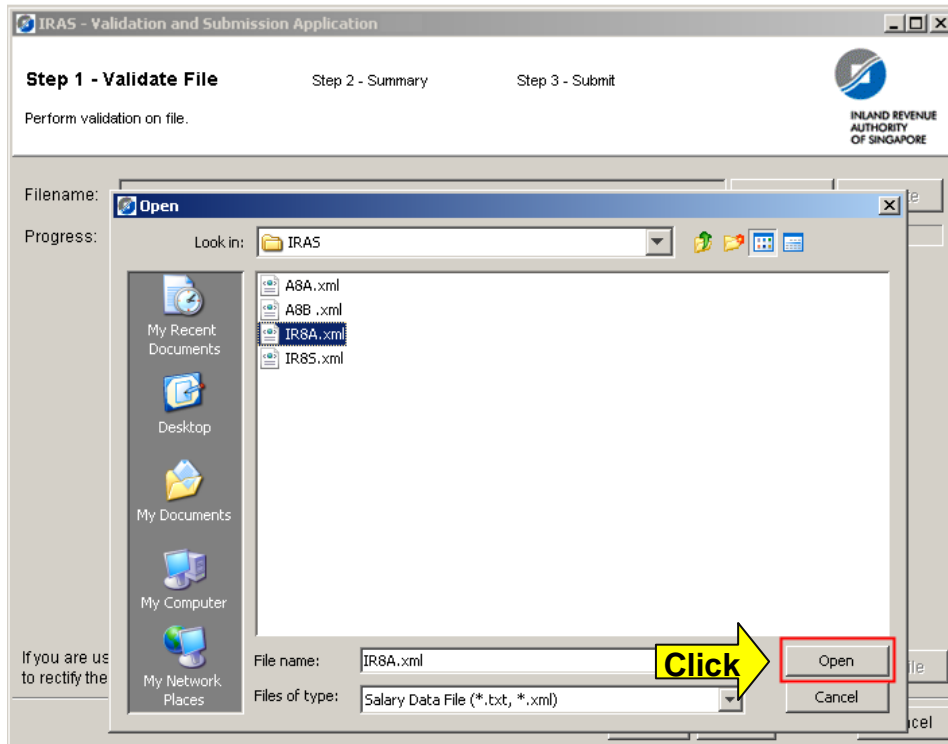 IRAS - Validation and Submission Application
Step 1 - Validate File Step 2 - Summary Step 3 - Submit
Perform validation on file.
INLAND REVENUE
AUTHORITY
OF SINGAPORE
Filename:
Open
Progress:
Look in: IRAS
A8A.xml
A8B .xml
IR8A.xml
IR8S.xml
My Recent
Documents
Desktop
My Documents
My Computer
My Network
Places
If you are us
to rectify the
File name: IR8A.xml
Click
Open
Files of type: Salary Data File (*.txt, *.xml)
Cancel